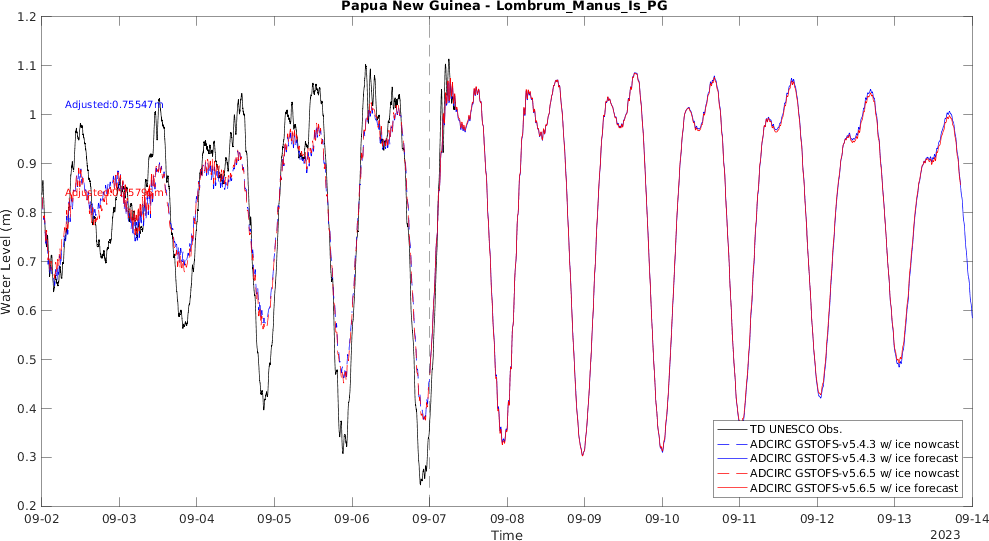 Papua New Guinea - Lombrum_Manus_Is_PG
1.2
1.1
1
0.9
0.8
0.7
0.6
0.5
0.4
0.3
0.2
Water Level (m)
Adjusted:0.75547m
TD UNESCO Obs.
ADCIRC GSTOFS-v5.4.3 w/ ice nowcast
ADCIRC GSTOFS-v5.4.3 w/ ice forecast
ADCIRC GSTOFS-v5.6.5 w/ ice nowcast
ADCIRC GSTOFS-v5.6.5 w/ ice forecast
09-02 09-03 09-04 09-05 09-06 09-07 09-08 09-09 09-10 09-11 09-12 09-13 09-14
Time
2023